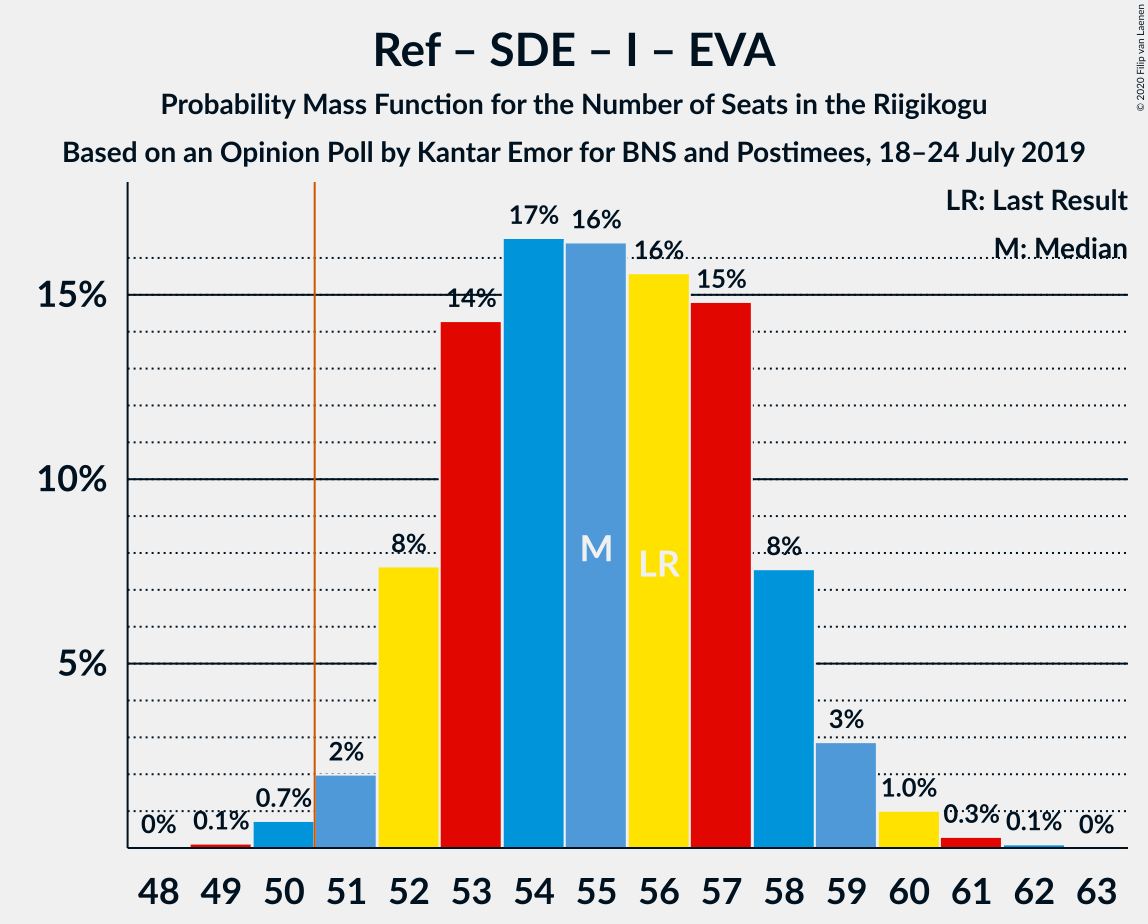 Ref – SDE – I – EVA
Probability Mass Function for the Number of Seats in the Riigikogu
Based on an Opinion Poll by Kantar Emor for BNS and Postimees, 18–24 July 2019
© 2020 Filip van Laenen
LR: Last Result
M: Median
15%
10%
5%
0%
0.1%
0.7%
2%
8%
14%
17%
16%
16%
15%
8%
3%
1.0%
0.3%
0.1%
0%
M
LR
48 49 50 51 52 53 54 55 56 57 58 59 60 61 62 63